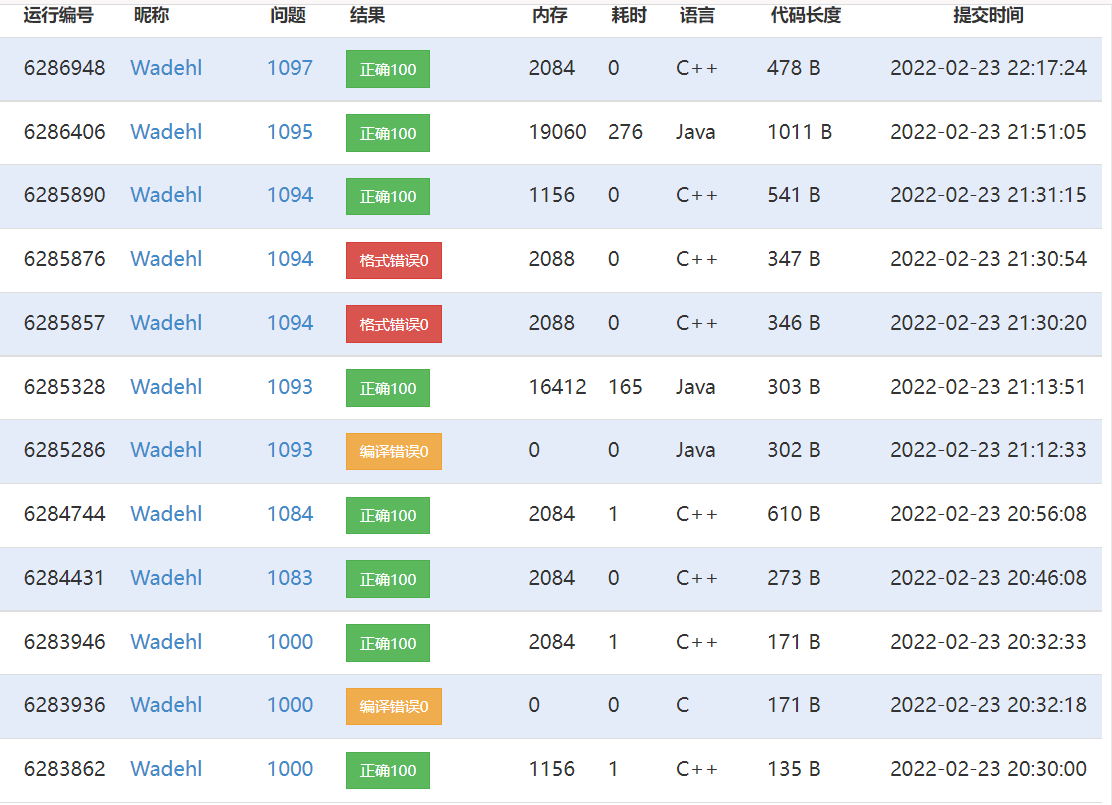 运行编号 昵称 问题 结果 内存 耗时 语言 代码长度 提交时间
6286948 Wadehl 1097 正确100 2084 0 C++ 478 B 2022-02-23 22:17:24
6286406 Wadehl 1095 正确100 19060 276 Java 1011 B 2022-02-23 21:51:05
6285890 Wadehl 1094 正确100 1156 0 C++ 541 B 2022-02-23 21:31:15
6285876 Wadehl 1094 格式错误0 2088 0 C++ 347 B 2022-02-23 21:30:54
6285857 Wadehl 1094 格式错误0 2088 0 C++ 346 B 2022-02-23 21:30:20
6285328 Wadehl 1093 正确100 16412 165 Java 303 B 2022-02-23 21:13:51
6285286 Wadehl 1093 编译错误0 0 0 Java 302 B 2022-02-23 21:12:33
6284744 Wadehl 1084 正确100 2084 1 C++ 610 B 2022-02-23 20:56:08
6284431 Wadehl 1083 正确100 2084 0 C++ 273 B 2022-02-23 20:46:08
6283946 Wadehl 1000 正确100 2084 1 C++ 171 B 2022-02-23 20:32:33
6283936 Wadehl 1000 编译错误0 0 0 C 171 B 2022-02-23 20:32:18
6283862 Wadehl 1000 正确100 1156 1 C++ 135 B 2022-02-23 20:30:00